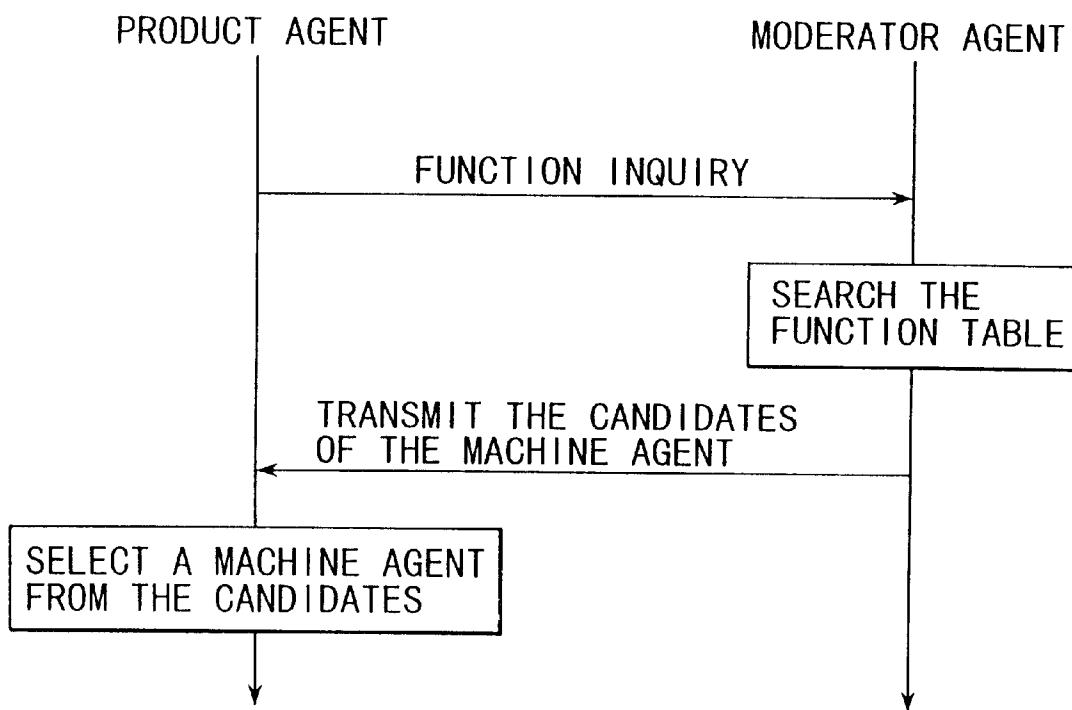 PRODUCT AGENT
MODERATOR AGENT
FUNCTION INQUIRY
SEARCH THE
FUNCTION TABLE
TRANSMIT THE CANDIDATES
OF THE MACHINE AGENT
SELECT A MACHINE AGENT
FROM THE CANDIDATES